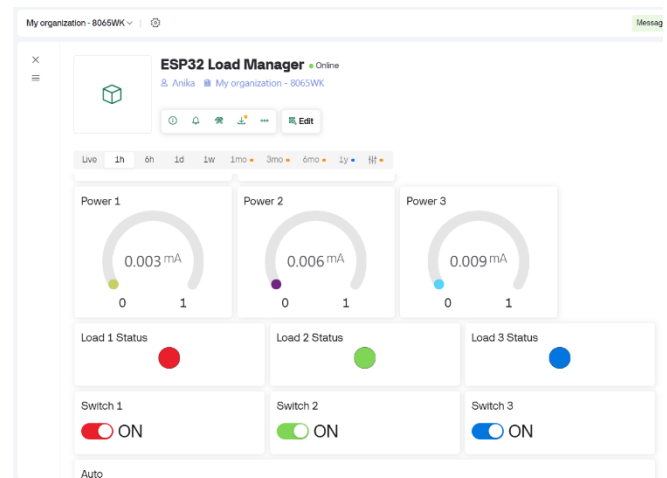 My organization - 8065WK
Messag
ESP32 Load Manager Online
Anika My organization - 8065WK
Edit
Live 1h 6h 1d 1w 1mo 3mo 6mo 1y
Power 1 Power 2 Power 3
0.003 mA 0.006 mA 0.009 mA
0 1 0 1 0 1
Load 1 Status Load 2 Status Load 3 Status
Switch 1 Switch 2 Switch 3
ON ON ON
Auto